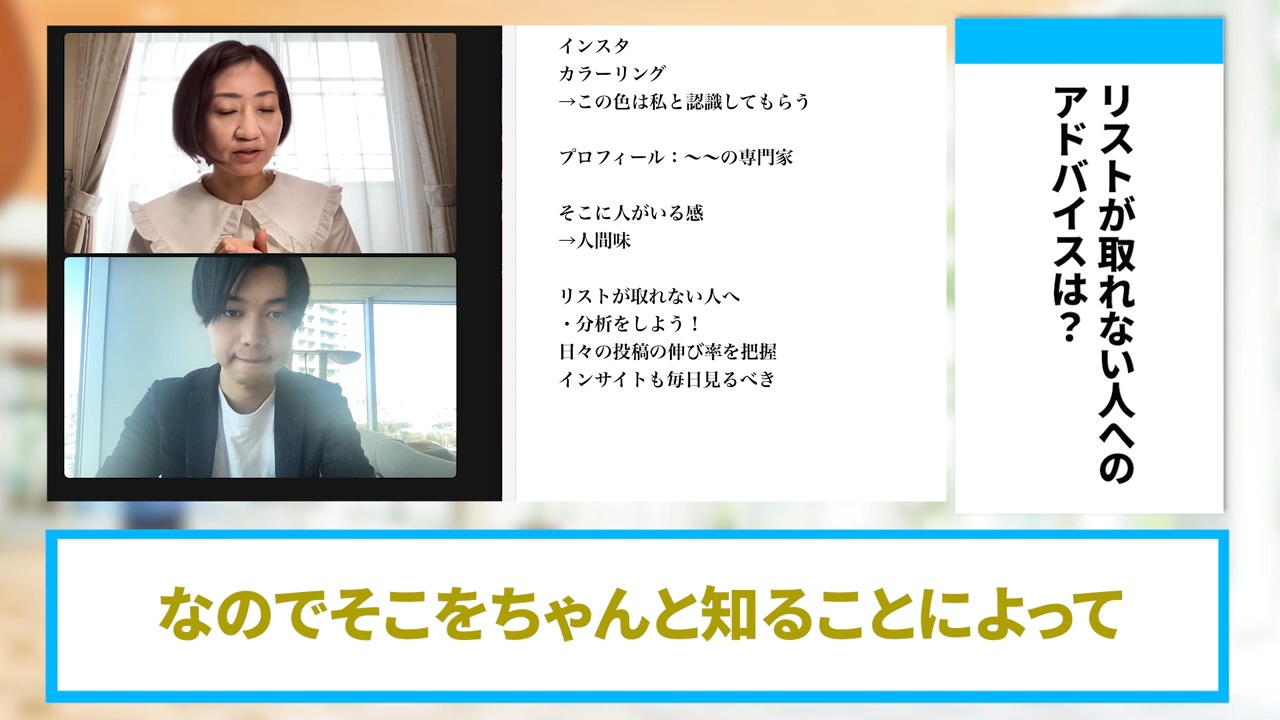 インスタ
カラーリング
→この色は私と認識してもらう
プロフィール：〜〜の専門家
そこに人がいる感
→人間味
リストが取れない人へ
・分析をしよう！
日々の投稿の伸び率を把握
インサイトも毎日見るべき
リストが取れない人への
アドバイスは？
なのでそこをちゃんと知ることによって